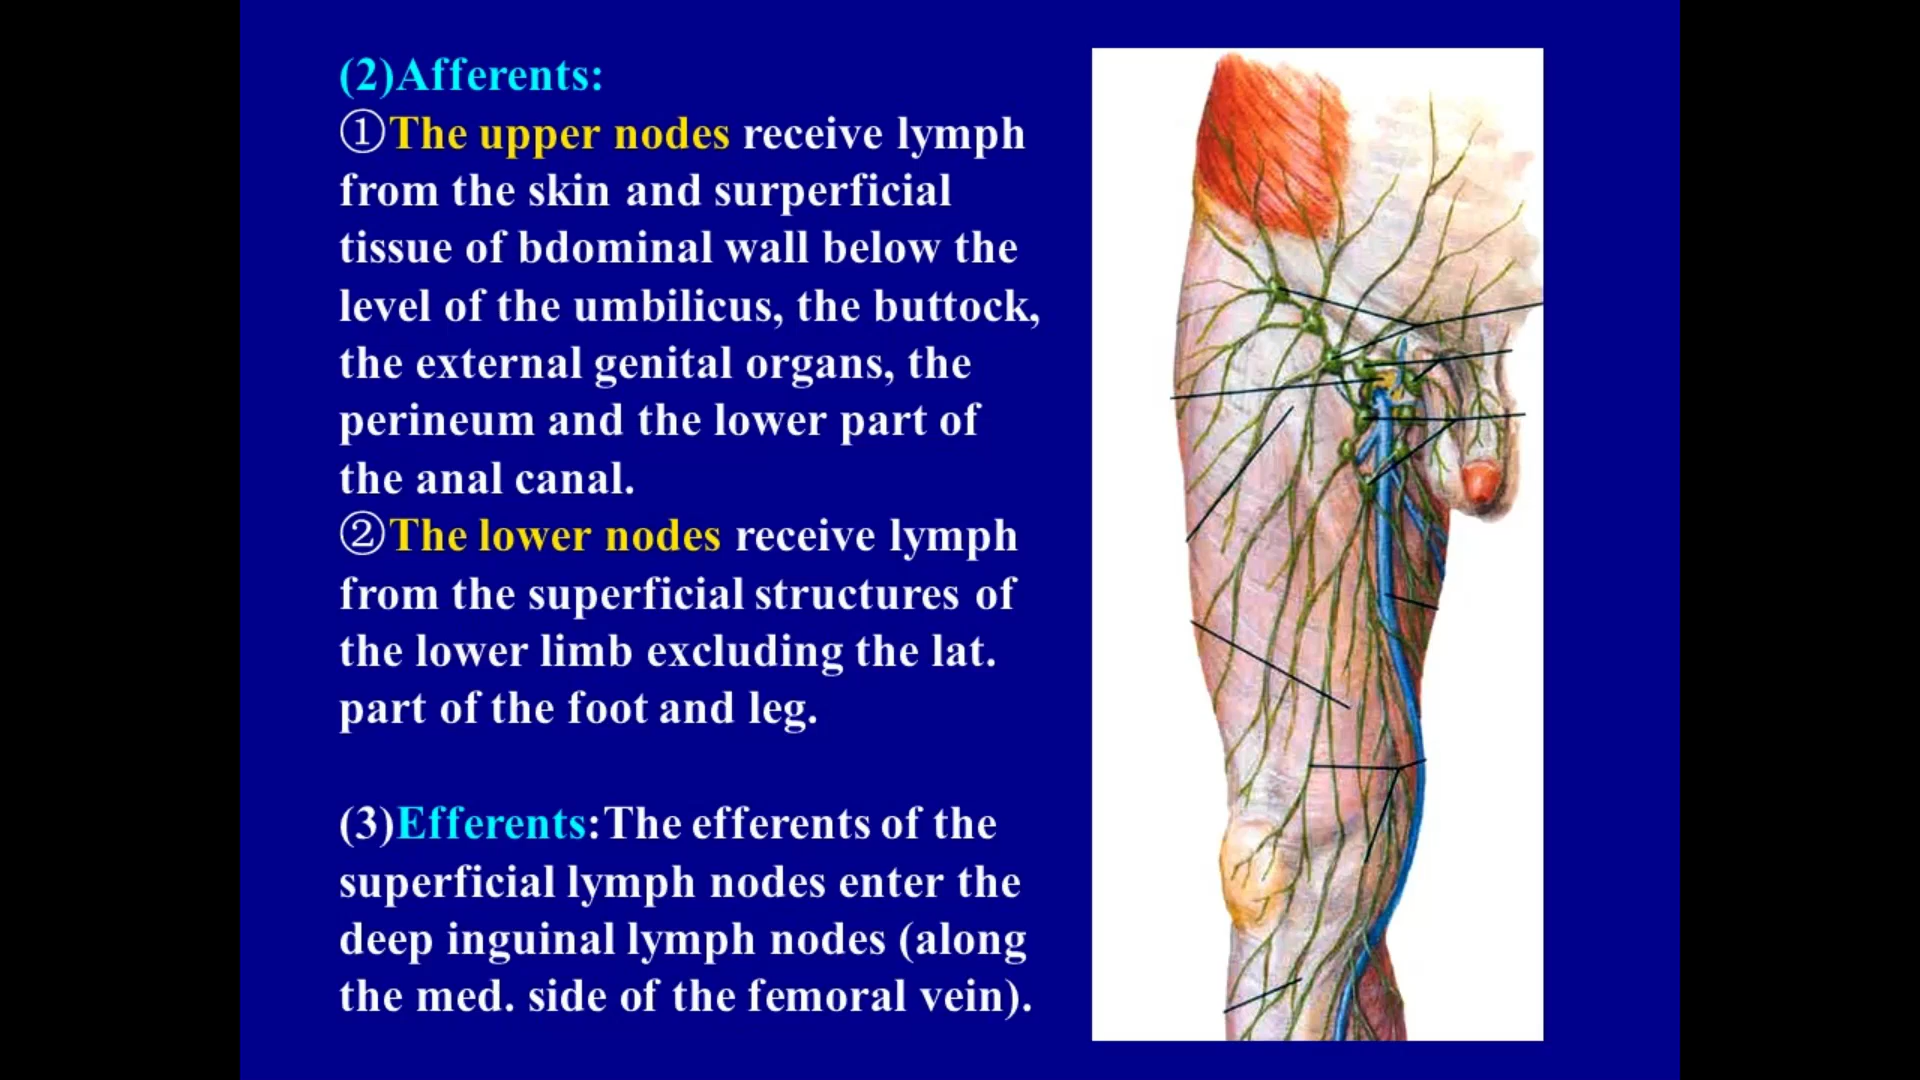 (2)Afferents:
①The upper nodes receive lymph
from the skin and surperficial
tissue of bdominal wall below the
level of the umbilicus, the buttock,
the external genital organs, the
perineum and the lower part of
the anal canal.
②The lower nodes receive lymph
from the superficial structures of
the lower limb excluding the lat.
part of the foot and leg.
(3)Efferents:The efferents of the
superficial lymph nodes enter the
deep inguinal lymph nodes (along
the med. side of the femoral vein).